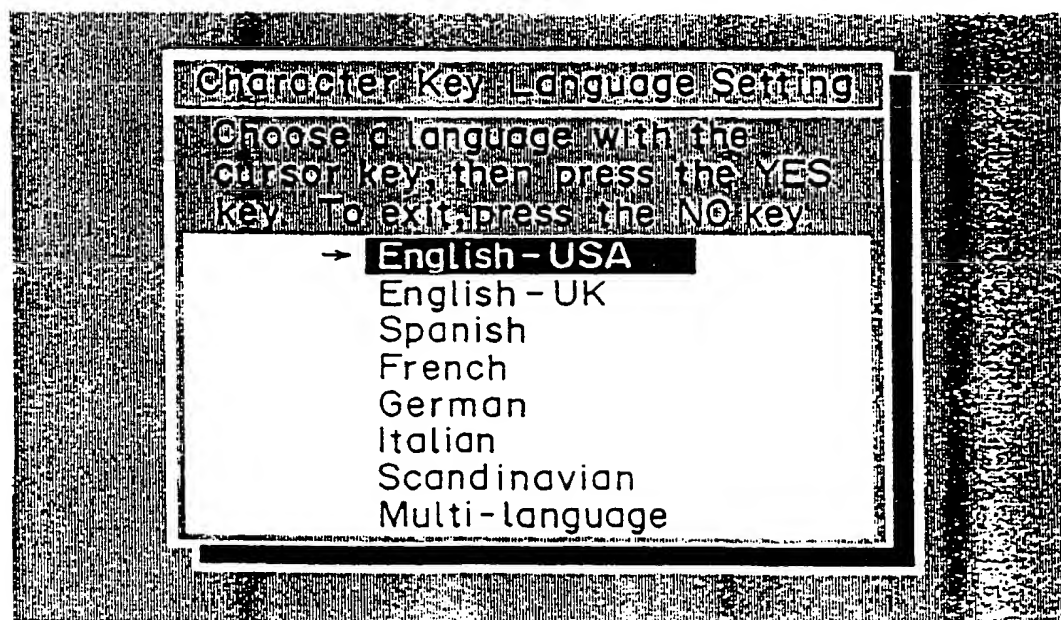 Character Key Language Setting
Choose a language with the
cursor key, then press the YES
key. To exit, press the NO key.
→ English-USA
English-UK
Spanish
French
German
Italian
Scandinavian
Multi-language